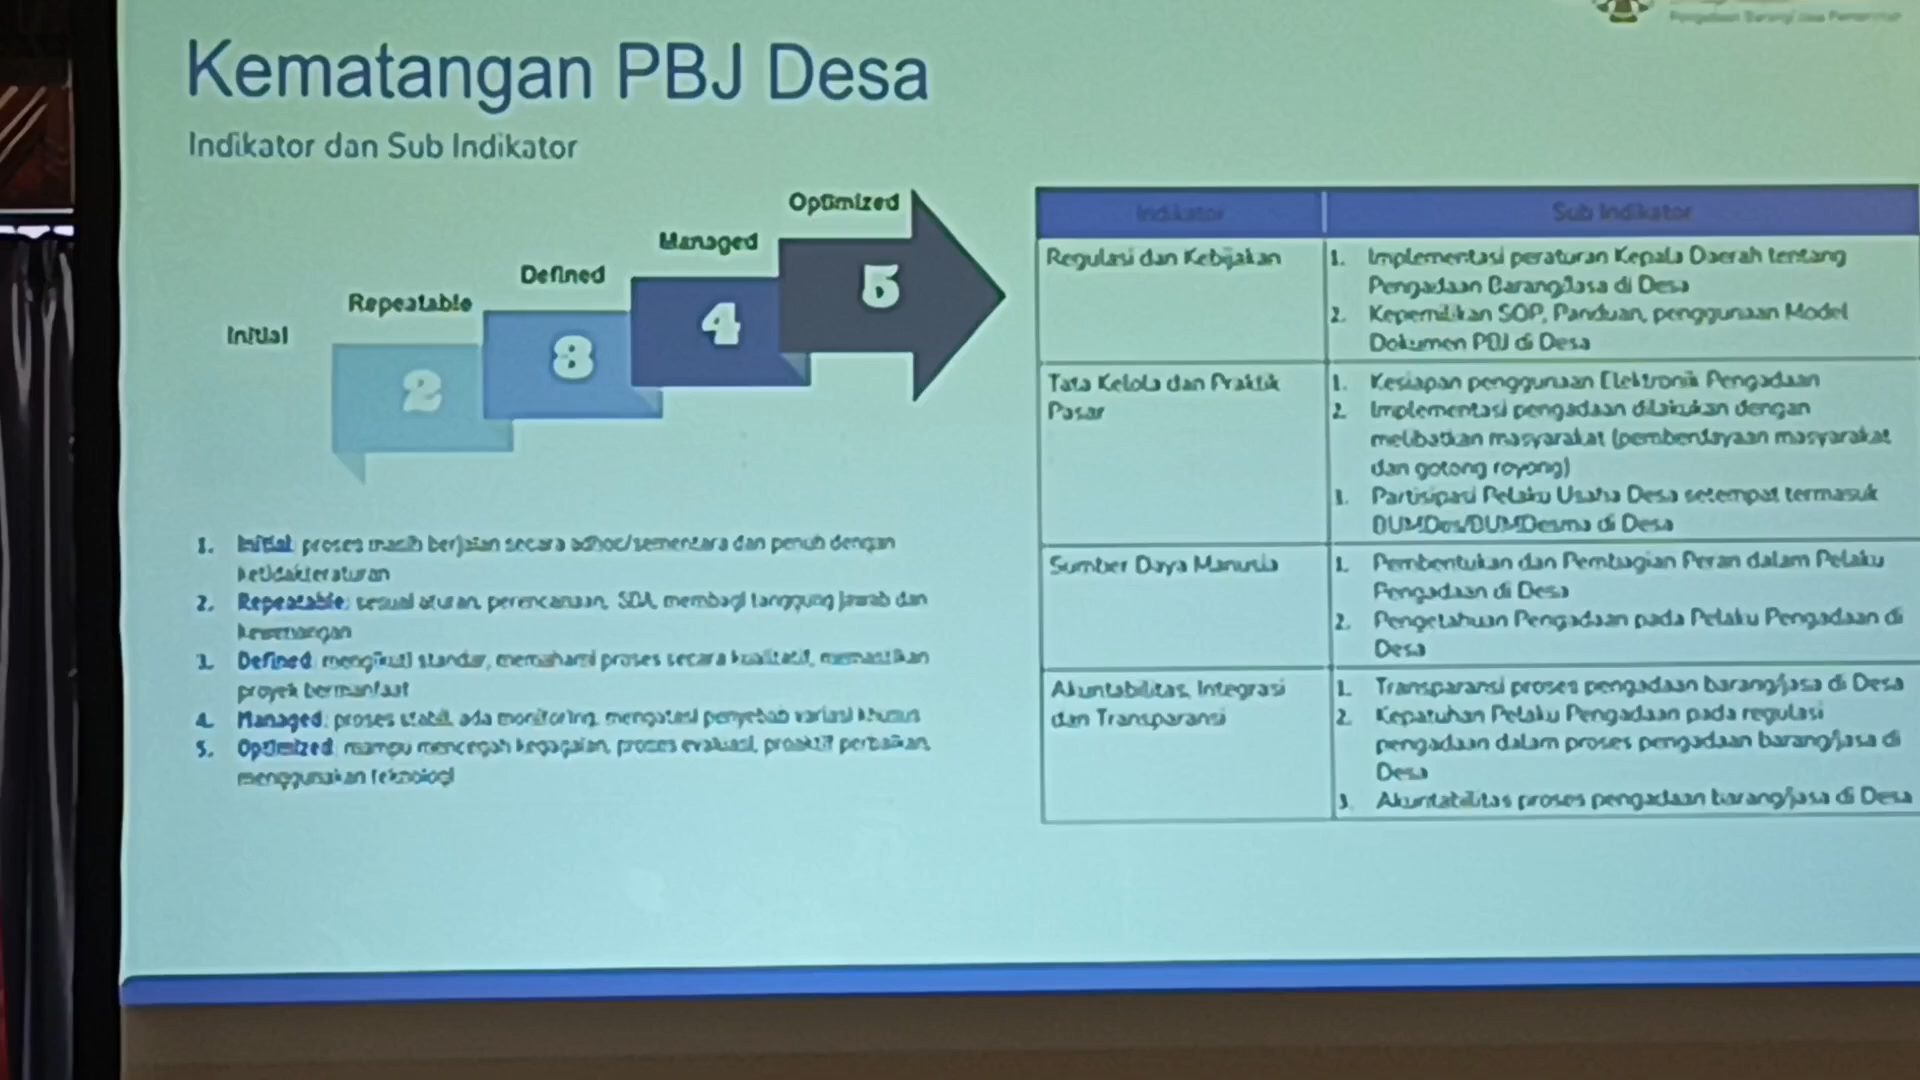 Pengadaan Barang/Jasa Pemerintah
Kematangan PBJ Desa
Indikator dan Sub Indikator
Initial
Repeatable
Defined
Managed
Optimized
2
3
4
5
1. Initial: proses masih berjalan secara adhoc/sementara dan penuh dengan
ketidakteraturan
2. Repeatable: sesuai aturan, perencanaan, SDA, membagi tanggung jawab dan
kewenangan
3. Defined: mengikuti standar, memahami proses secara kualitatif, memastikan
proyek bermanfaat
4. Managed: proses stabil, ada monitoring, mengatasi penyebab variasi khusus
5. Optimized: mampu mencegah kegagalan, proses evaluasi, proaktif perbaikan,
menggunakan teknologi
Indikator
Sub Indikator
Regulasi dan Kebijakan
1. Implementasi peraturan Kepala Daerah tentang
Pengadaan Barang/Jasa di Desa
2. Kepemilikan SOP, Panduan, penggunaan Model
Dokumen PBJ di Desa
Tata Kelola dan Praktik
Pasar
1. Kesiapan penggunaan Elektronik Pengadaan
2. Implementasi pengadaan dilakukan dengan
melibatkan masyarakat (pemberdayaan masyarakat
dan gotong royong)
3. Partisipasi Pelaku Usaha Desa setempat termasuk
BUMDes/BUMDesma di Desa
Sumber Daya Manusia
1. Pembentukan dan Pembagian Peran dalam Pelaku
Pengadaan di Desa
2. Pengetahuan Pengadaan pada Pelaku Pengadaan di
Desa
Akuntabilitas, Integrasi
dan Transparansi
1. Transparansi proses pengadaan barang/jasa di Desa
2. Kepatuhan Pelaku Pengadaan pada regulasi
pengadaan dalam proses pengadaan barang/jasa di
Desa
3. Akuntabilitas proses pengadaan barang/jasa di Desa